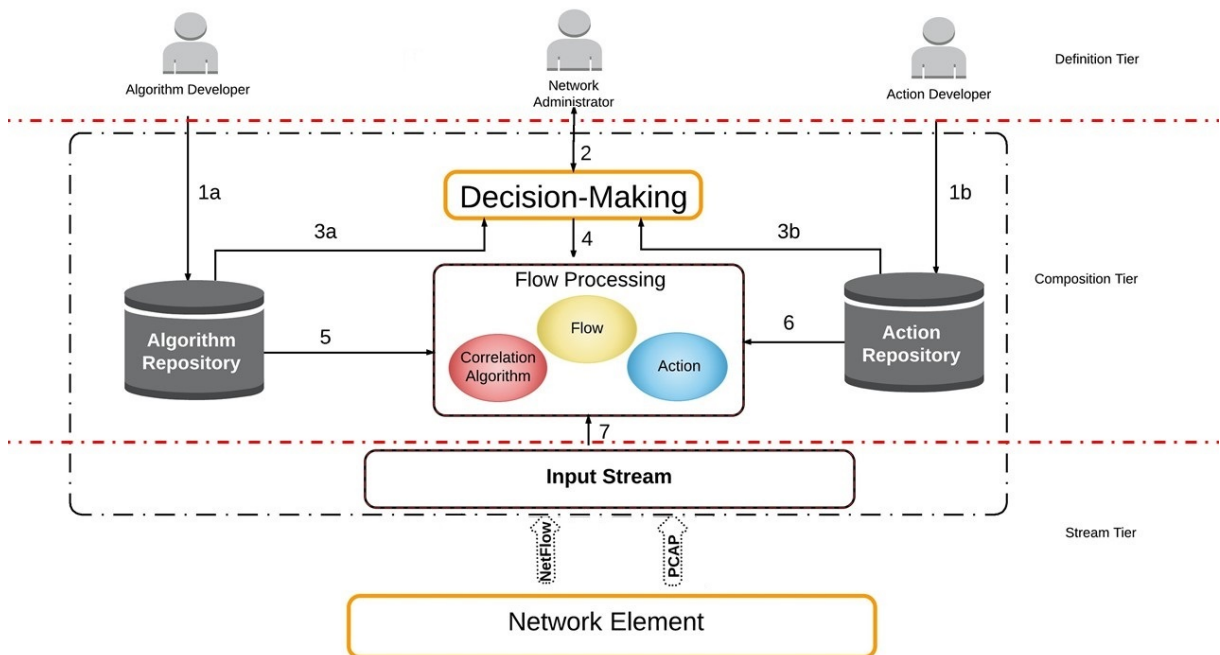 Algorithm Developer
Network
Administrator
Action Developer
Definition Tier
1a
2
1b
Decision-Making
3a
4
3b
Flow Processing
Composition Tier
Flow
Correlation
Algorithm
Action
Algorithm
Repository
5
6
Action
Repository
7
Input Stream
Stream Tier
NetFlow
PCAP
Network Element